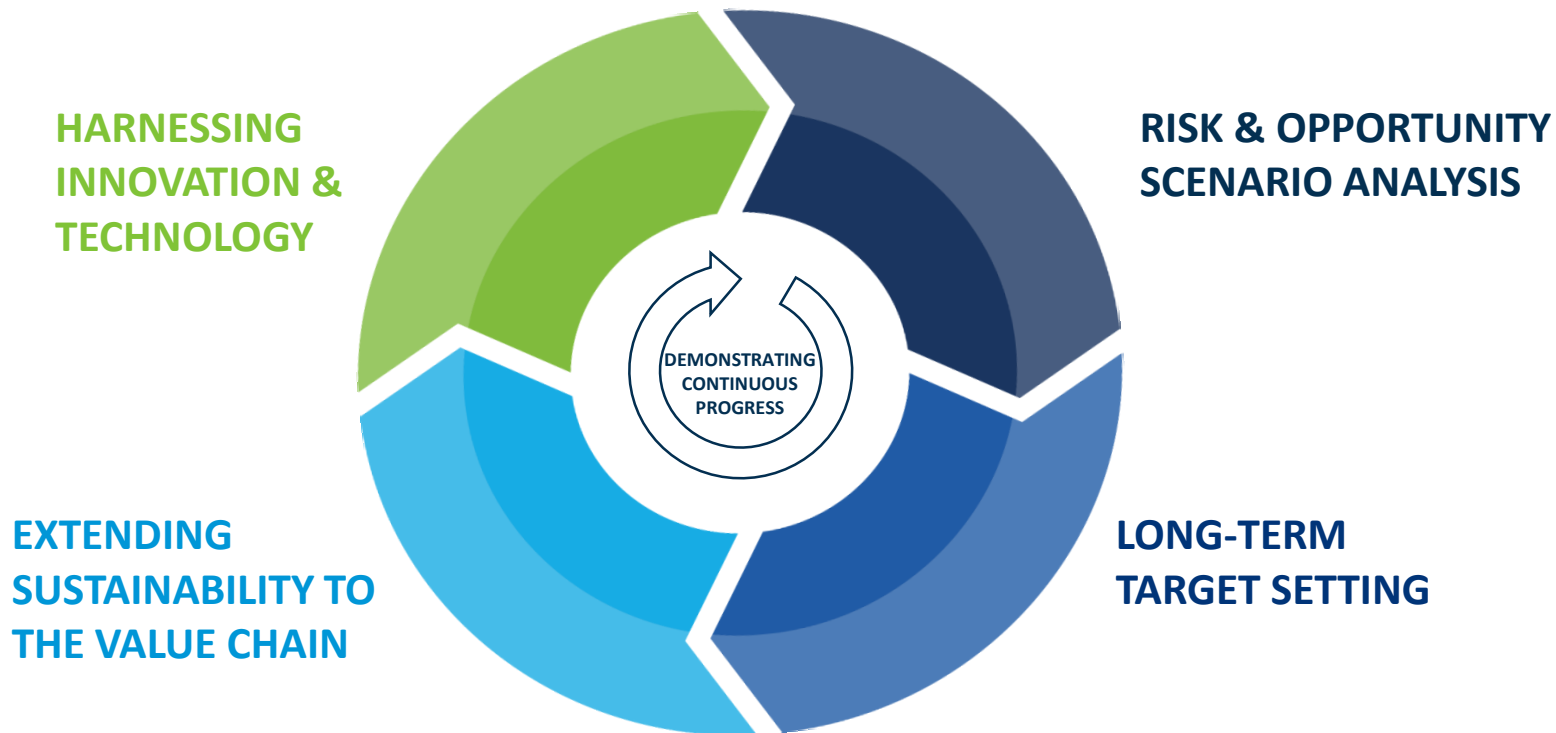 HARNESSING
INNOVATION &
TECHNOLOGY
RISK & OPPORTUNITY
SCENARIO ANALYSIS
DEMONSTRATING
CONTINUOUS
PROGRESS
EXTENDING
SUSTAINABILITY TO
THE VALUE CHAIN
LONG-TERM
TARGET SETTING